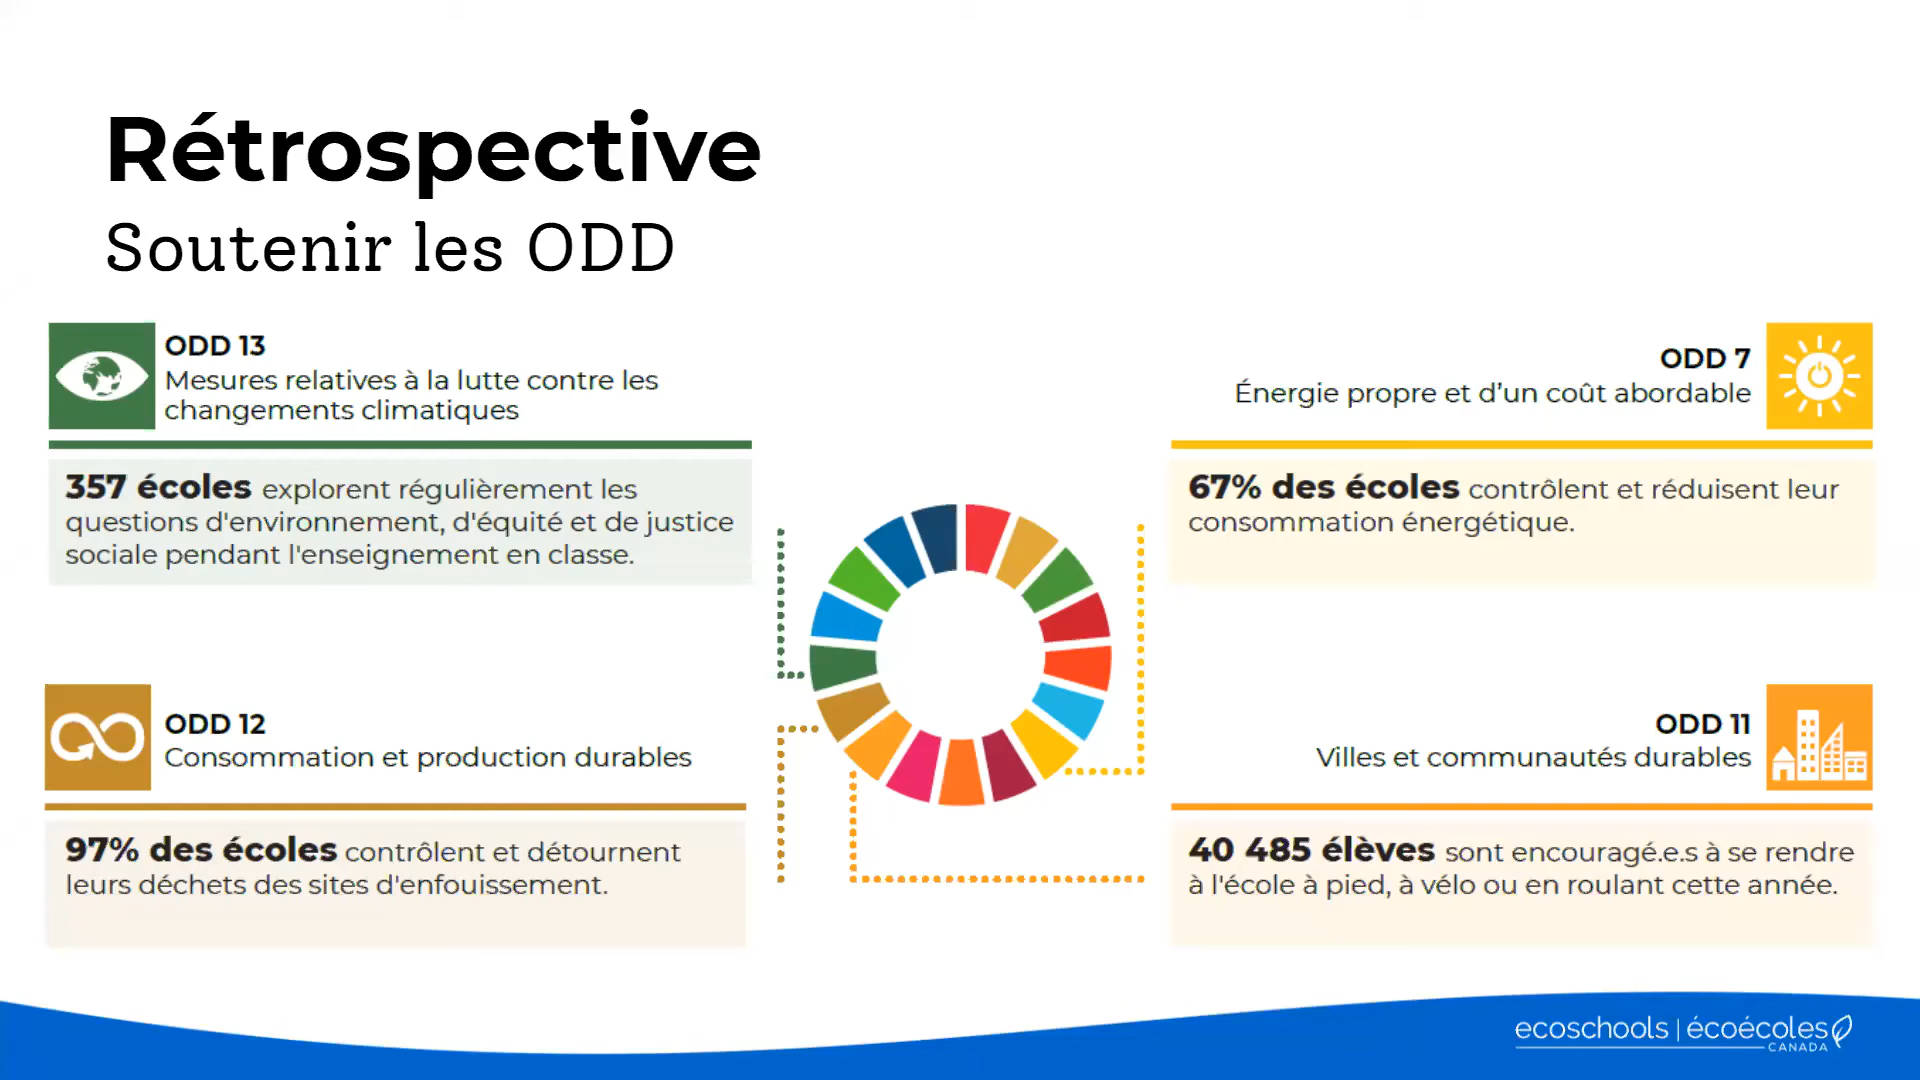 Rétrospective
Soutenir les ODD
ODD 13
Mesures relatives à la lutte contre les
changements climatiques
357 écoles explorent régulièrement les
questions d'environnement, d'équité et de justice
sociale pendant l'enseignement en classe.
ODD 7
Énergie propre et d’un coût abordable
67% des écoles contrôlent et réduisent leur
consommation énergétique.
ODD 12
Consommation et production durables
97% des écoles contrôlent et détournent
leurs déchets des sites d'enfouissement.
ODD 11
Villes et communautés durables
40 485 élèves sont encouragé.e.s à se rendre
à l'école à pied, à vélo ou en roulant cette année.
ecoschools | écoécoles
CANADA